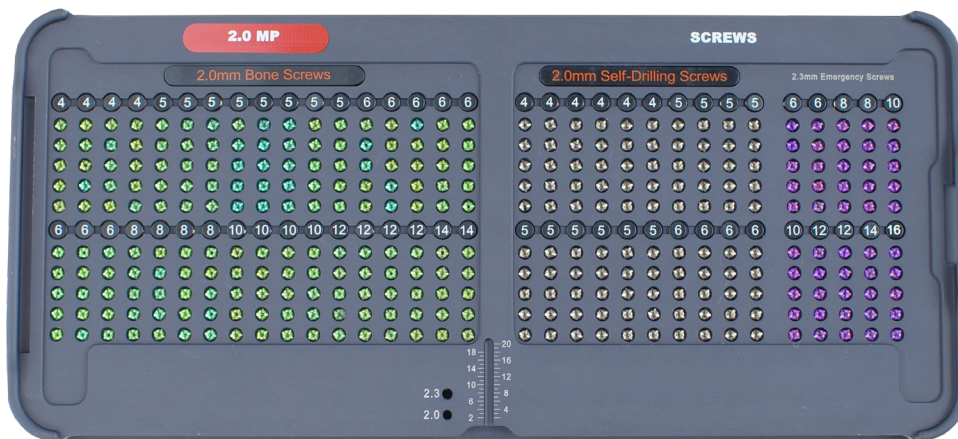 2.0 MP
SCREWS
2.0mm Bone Screws
2.0mm Self-Drilling Screws
2.3mm Emergency Screws
4 4 4 4 5 5 5 5 5 5 5 5 6 6 6 6 6
4 4 4 4 4 4 5 5 5 5
6 6 8 8 10
6 6 6 8 8 8 8 10 10 10 10 12 12 12 12 14 14
5 5 5 5 5 5 6 6 6 6
10 12 12 14 16
20
18
16
14
12
10
8
2.3
6
4
2.0
2